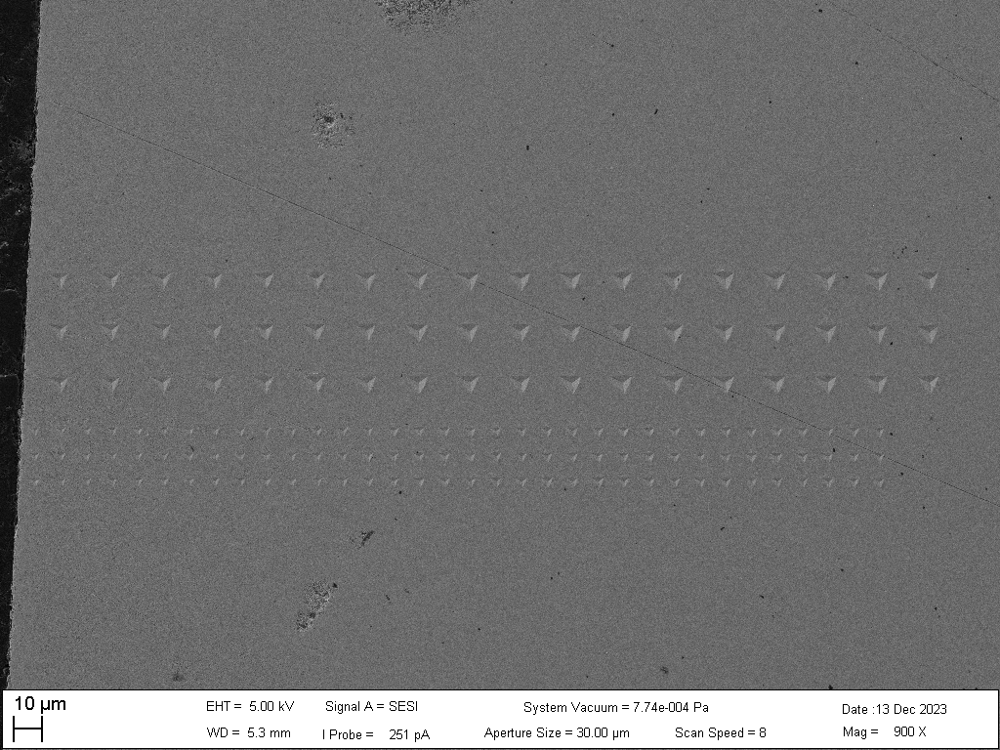 10 µm
EHT = 5.00 kV Signal A = SESI System Vacuum = 7.74e-004 Pa Date :13 Dec 2023
WD = 5.3 mm I Probe = 251 pA Aperture Size = 30.00 µm Scan Speed = 8 Mag = 900 X